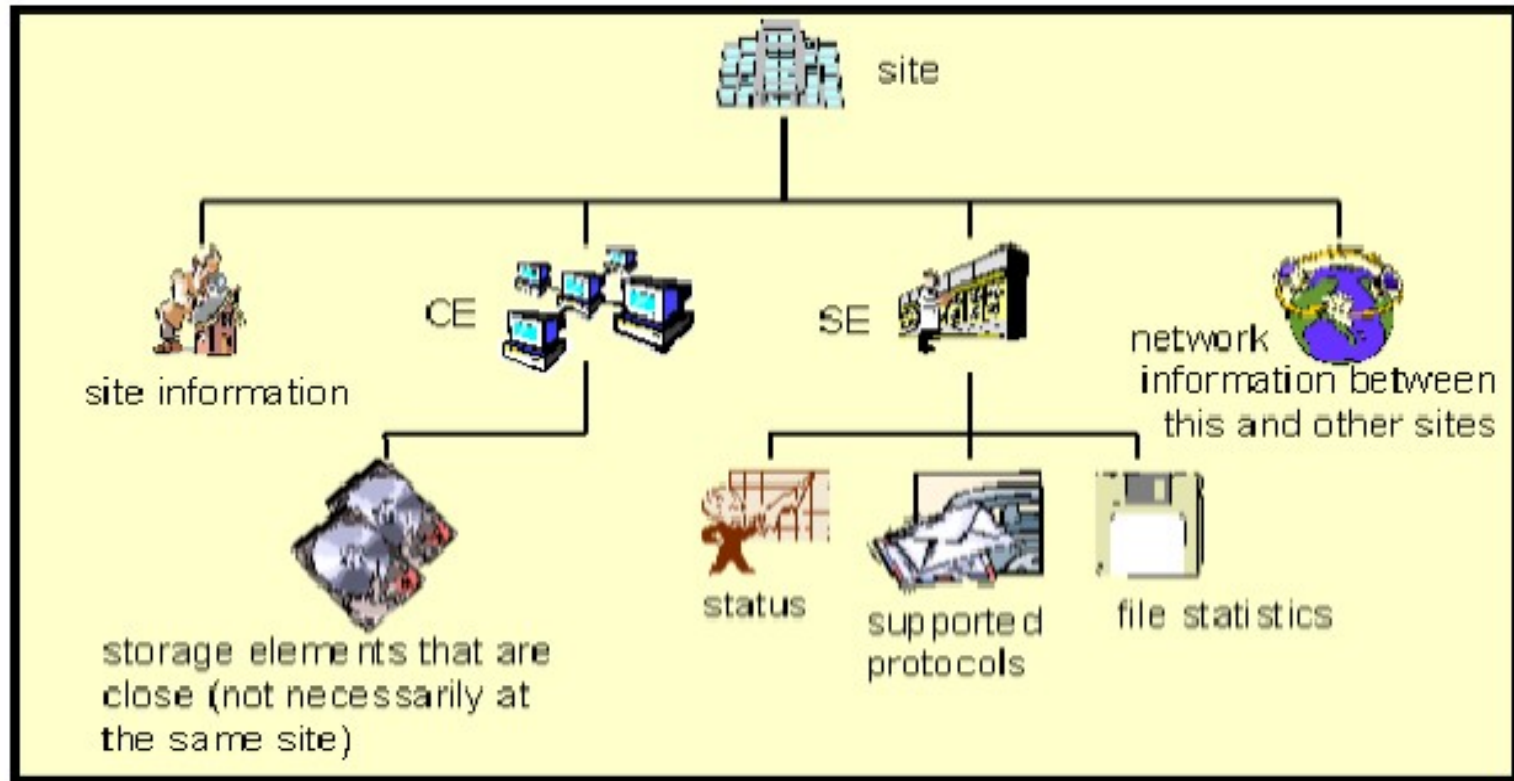 site
CE
SE
site information
network
information between
this and other sites
storage elements that are
close (not necessarily at
the same site)
status
supported
protocols
file statistics